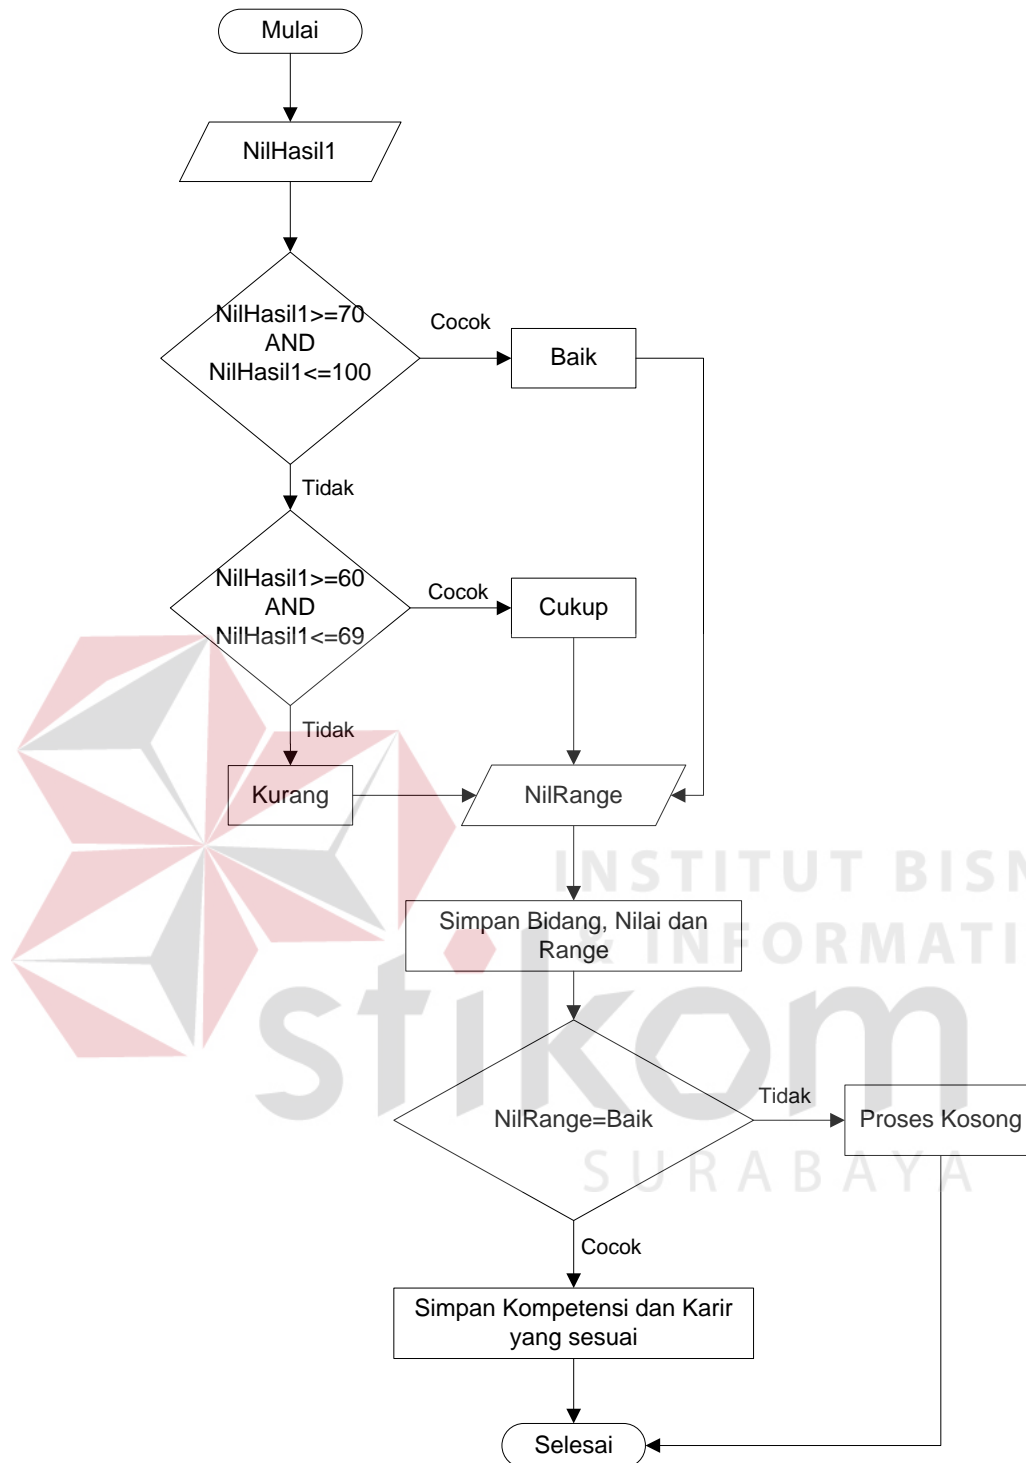 Mulai
NilHasil1
NilHasil1>=70
AND
NilHasil1<=100
Cocok
Baik
Tidak
NilHasil1>=60
AND
NilHasil1<=69
Cocok
Cukup
Tidak
Kurang
NilRange
INSTITUT BISN
Simpan Bidang, Nilai dan
Range
& INFORMATI
stikom
NilRange=Baik
Tidak
Proses Kosong
SURABAYA
Cocok
Simpan Kompetensi dan Karir
yang sesuai
Selesai